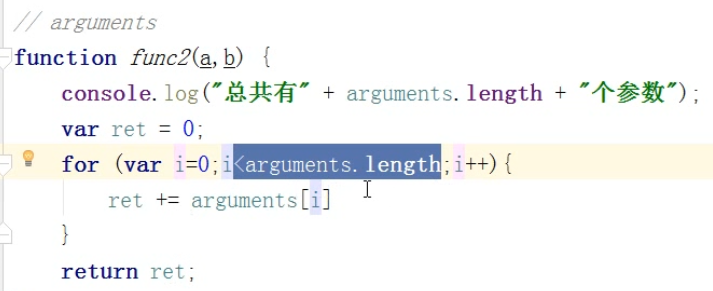 // arguments
function func2(a,b) {
console.log("总共有" + arguments.length + "个参数");
var ret = 0;
for (var i=0;i<arguments.length;i++){
ret += arguments[i]
}
return ret;